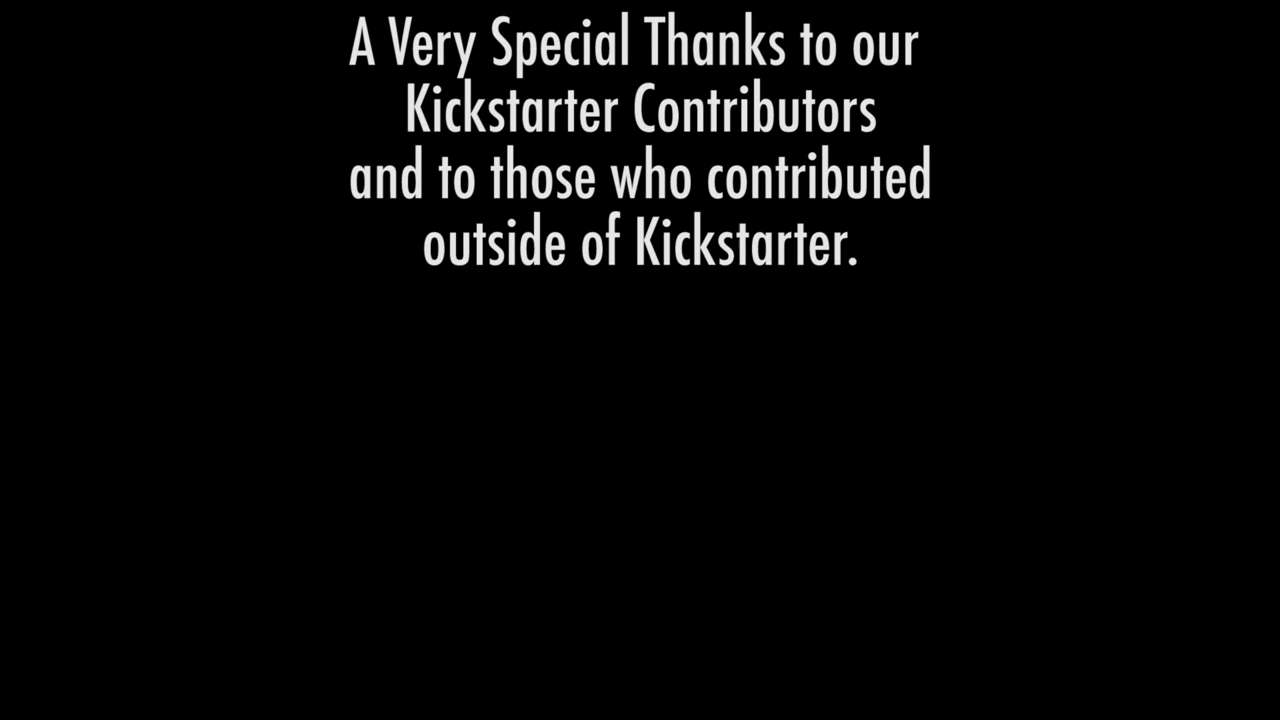 A Very Special Thanks to our
Kickstarter Contributors
and to those who contributed
outside of Kickstarter.